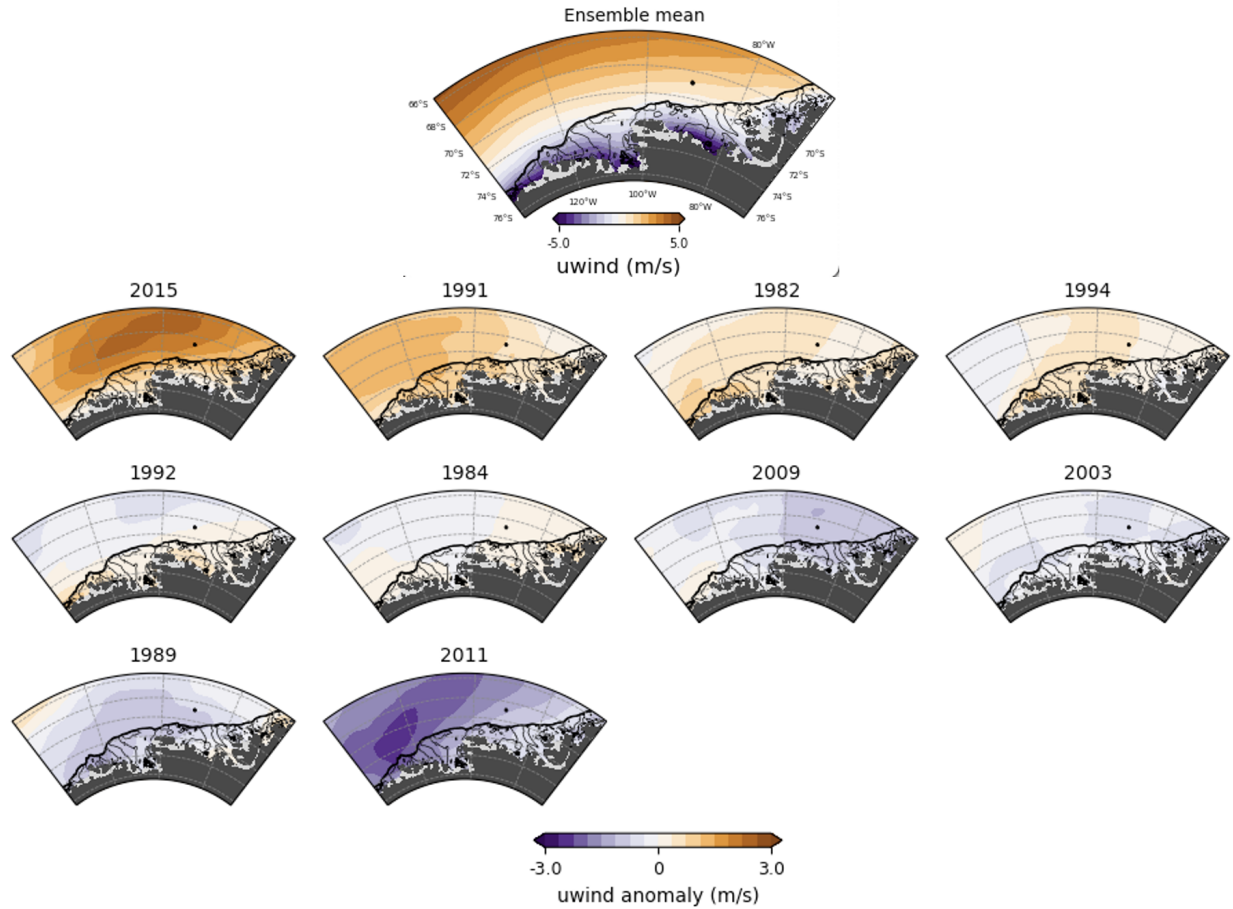 Ensemble mean
80°W
66°S
68°S
70°S
72°S
74°S
76°S
120°W
100°W
80°W
70°S
72°S
74°S
76°S
-5.0 5.0
uwind (m/s)
2015 1991 1982 1994
1992 1984 2009 2003
1989 2011
-3.0 0 3.0
uwind anomaly (m/s)